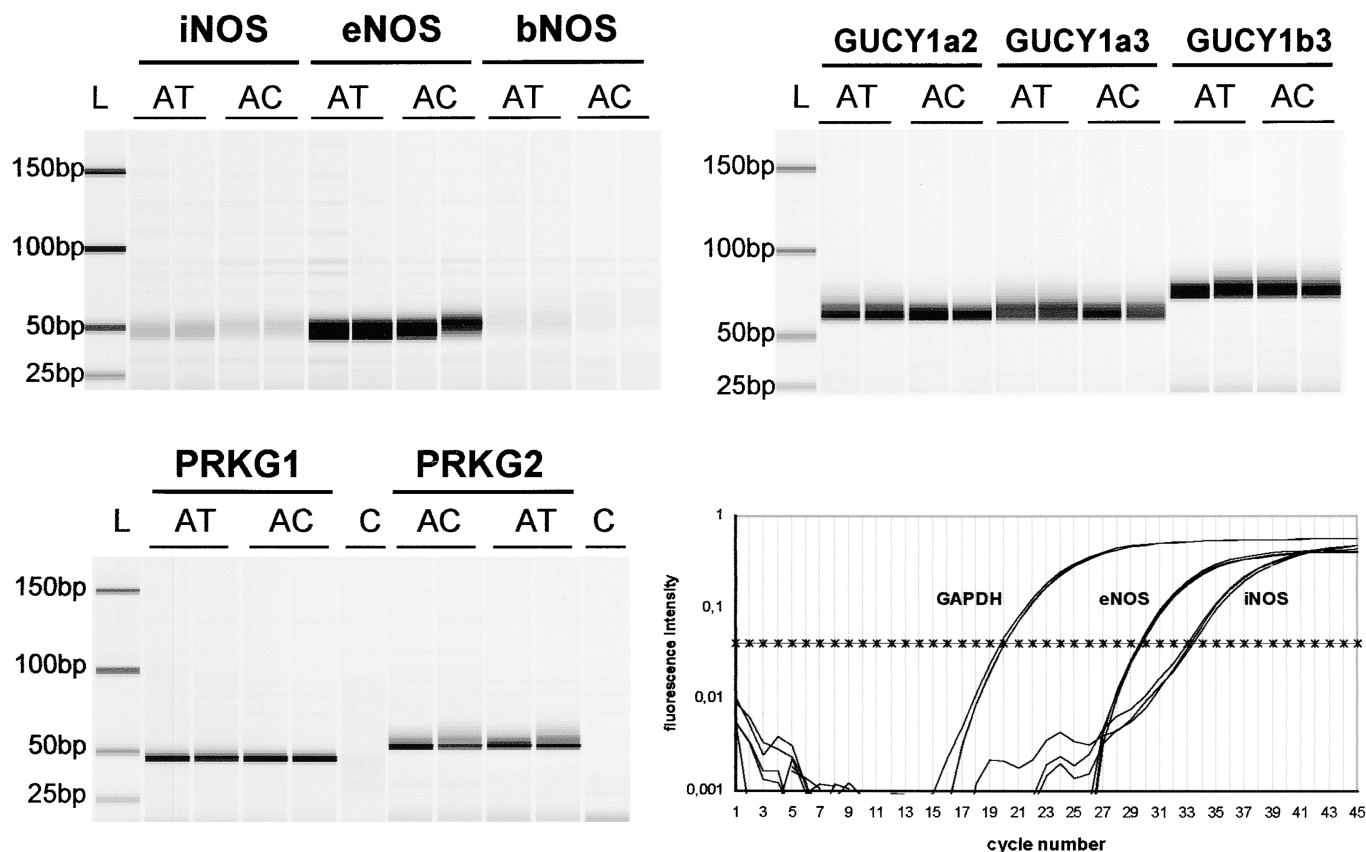 iNOS eNOS bNOS
L AT AC AT AC AT AC
150bp
100bp
50bp
25bp
GUCY1a2 GUCY1a3 GUCY1b3
L AT AC AT AC AT AC
150bp
100bp
50bp
25bp
PRKG1 PRKG2
L AT AC C AC AT C
150bp
100bp
50bp
25bp
1
0,1
0,01
0,001
fluorescence Intensity
GAPDH eNOS iNOS
1 3 5 7 9 11 13 15 17 19 21 23 25 27 29 31 33 35 37 39 41 43 45
cycle number